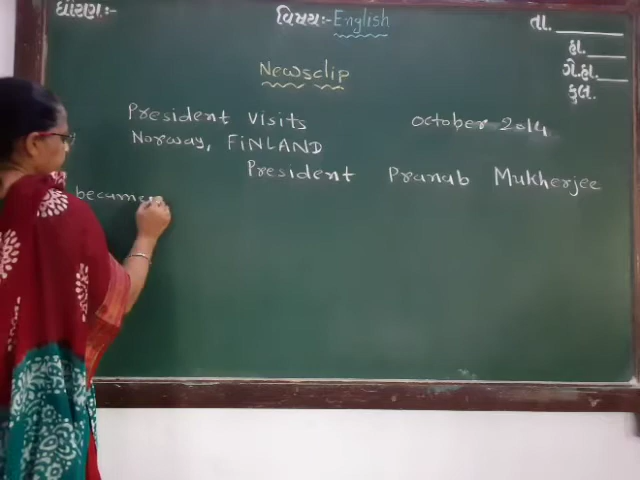 ધોરણ:-
વિષય:- English
તા.
હા.
ગે.હા.
કુલ.
Newsclip
President visits october 2014
Norway, FiNLAND
President Pranab Mukherjee
became